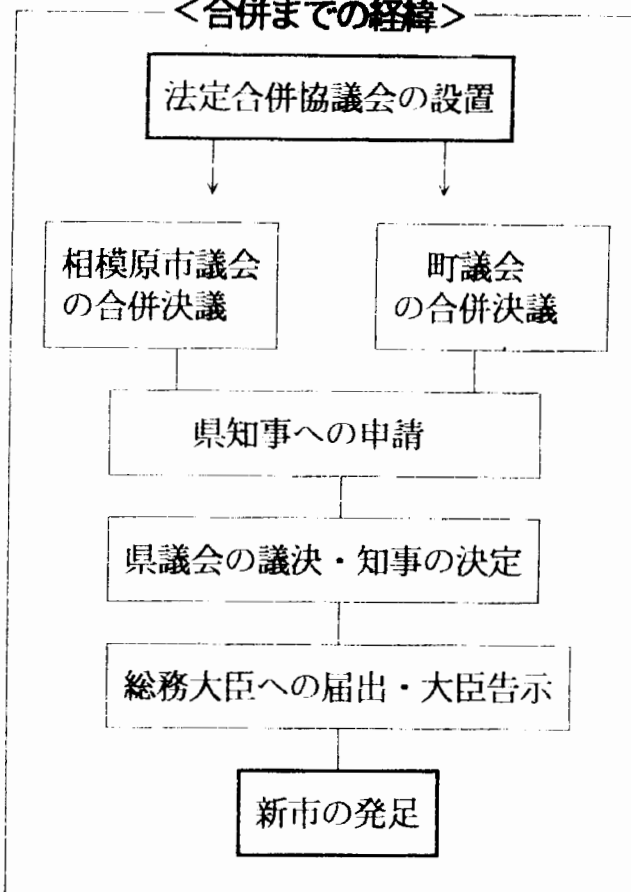 <合併までの経緯>
法定合併協議会の設置
相模原市議会
の合併決議
町議会
の合併決議
県知事への申請
県議会の議決・知事の決定
総務大臣への届出・大臣告示
新市の発足